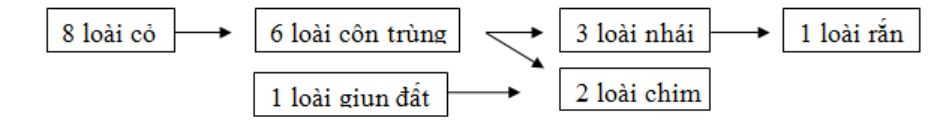 8 loài cỏ
6 loài côn trùng
3 loài nhái
1 loài rắn
1 loài giun đất
2 loài chim